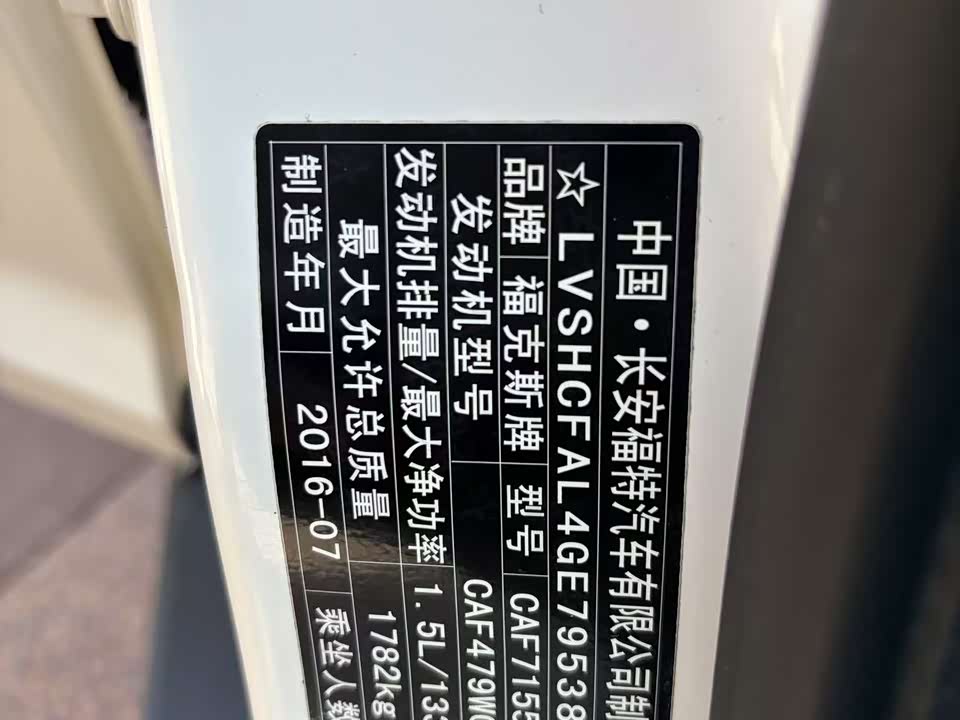 中国·长安福特汽车有限公司制
☆LVSHCFAL4GE79538
品牌 福克斯牌 型号 CAF7155
发动机型号 CAF479W
发动机排量/最大净功率 1.5L/133
最大允许总质量 1782kg
制造年月 2016-07 乘坐人数